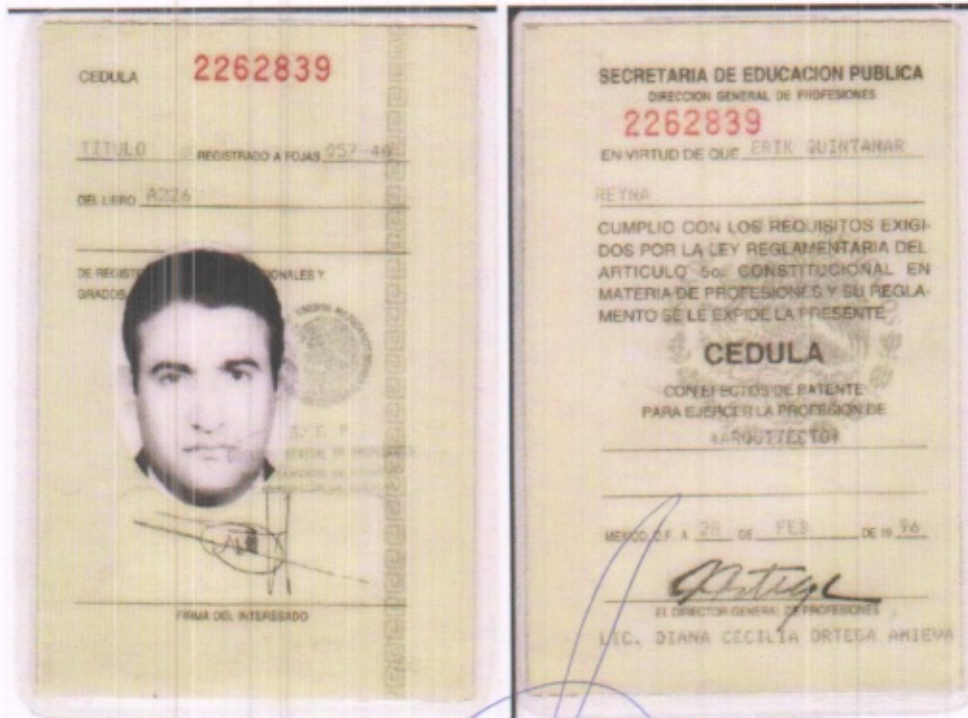 CEDULA 2262839
TITULO REGISTRADO A FOJAS 057-40
DEL LIBRO A226
DE REGISTR ONALES Y
GRADOS
S. E. P.
FIRMA DEL INTERESADO
SECRETARIA DE EDUCACION PUBLICA
DIRECCION GENERAL DE PROFESIONES
2262839
EN VIRTUD DE QUE ERIK QUINTANAR
REYNA
CUMPLIO CON LOS REQUISITOS EXIGI-
DOS POR LA LEY REGLAMENTARIA DEL
ARTICULO 5o. CONSTITUCIONAL EN
MATERIA DE PROFESIONES Y SU REGLA-
MENTO SE LE EXPIDE LA PRESENTE
CEDULA
CON EFECTOS DE PATENTE
PARA EJERCER LA PROFESION DE
*ARQUITECTO*
MEXICO, D.F. A DE FEB DE 19 96
EL DIRECTOR GENERAL DE PROFESIONES
LIC. DIANA CECILIA ORTEGA AMIEVA